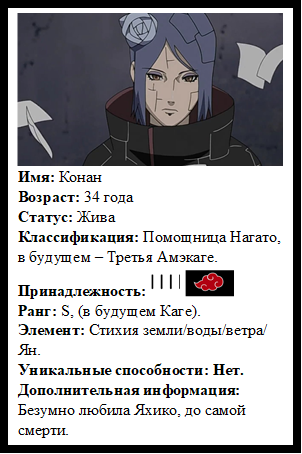 Имя: Конан
Возраст: 34 года
Статус: Жива
Классификация: Помощница Нагато,
в будущем – Третья Амэкаге.
Принадлежность:
Ранг: S, (в будущем Каге).
Элемент: Стихия земли/воды/ветра/
Ян.
Уникальные способности: Нет.
Дополнительная информация:
Безумно любила Яхико, до самой
смерти.